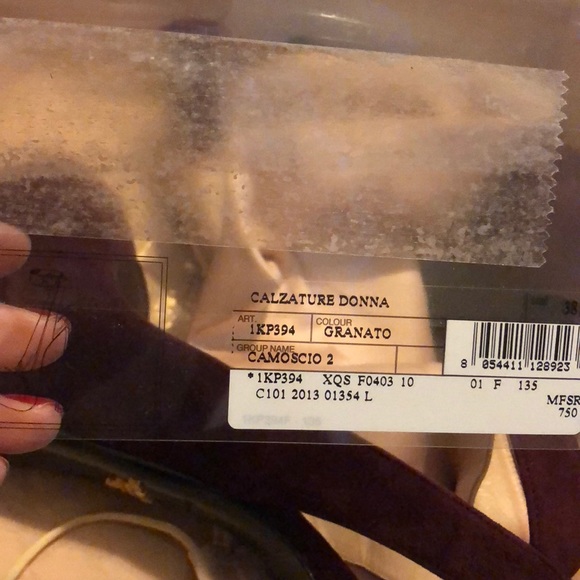 CALZATURE DONNA
38
ART. COLOUR
1KP394 GRANATO
GROUP NAME
CAMOSCIO 2
8 054411 128923
*1KP394 XQS F0403 10 01 F 135
C101 2013 01354 L
MFSR
750